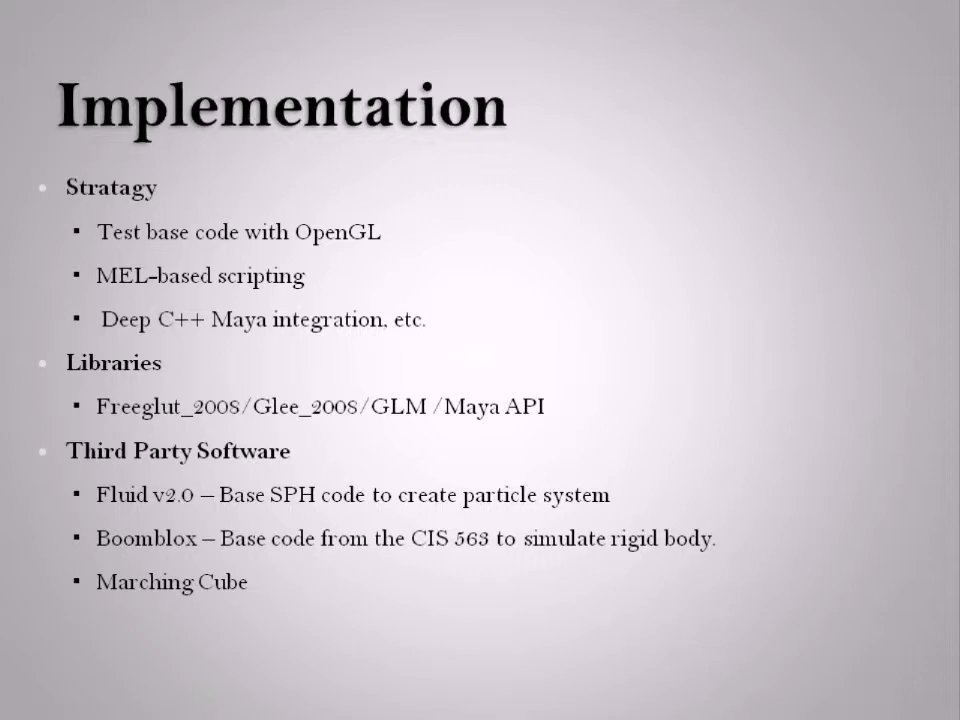 Implementation
Stratagy
Test base code with OpenGL
MEL-based scripting
Deep C++ Maya integration, etc.
Libraries
Freeglut_2008/Glee_2008/GLM /Maya API
Third Party Software
Fluid v2.0 – Base SPH code to create particle system
Boomblox – Base code from the CIS 563 to simulate rigid body.
Marching Cube